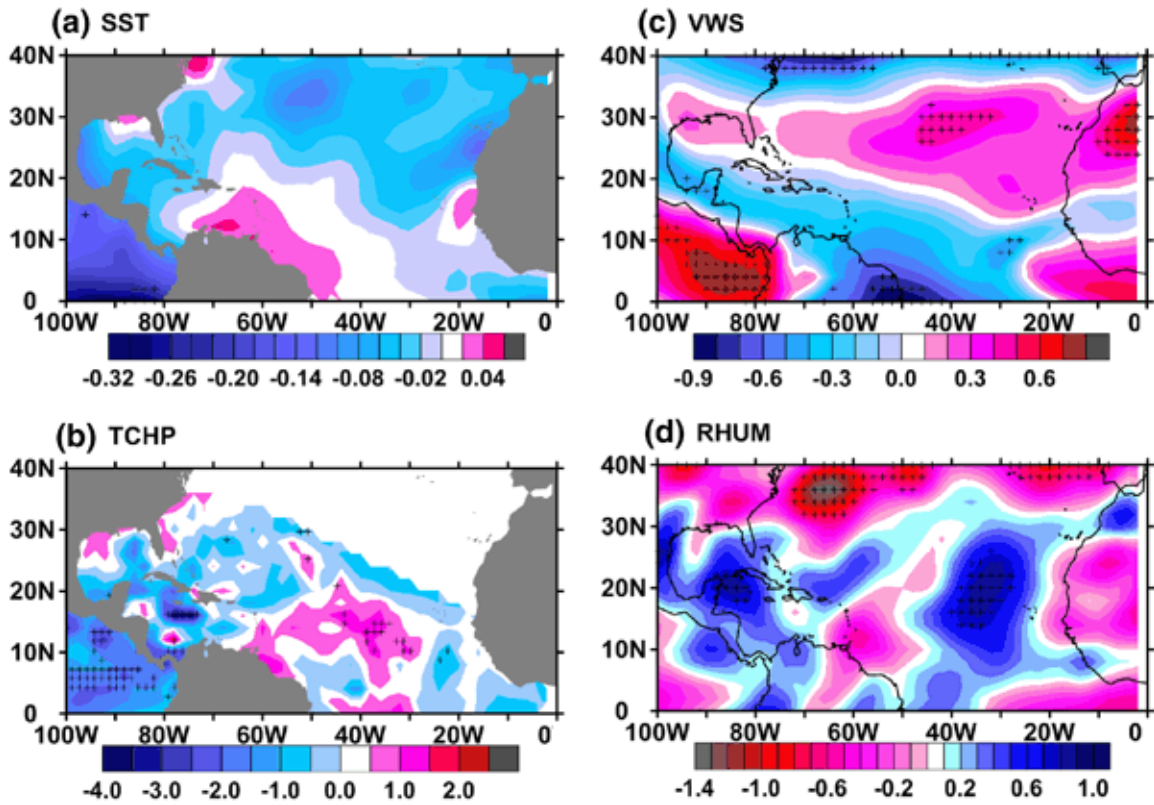 (a) SST
40N
30N
20N
10N
0
100W 80W 60W 40W 20W 0
-0.32 -0.26 -0.20 -0.14 -0.08 -0.02 0.04
(c) VWS
40N
30N
20N
10N
0
100W 80W 60W 40W 20W 0
-0.9 -0.6 -0.3 0.0 0.3 0.6
(b) TCHP
40N
30N
20N
10N
0
100W 80W 60W 40W 20W 0
-4.0 -3.0 -2.0 -1.0 0.0 1.0 2.0
(d) RHUM
40N
30N
20N
10N
0
100W 80W 60W 40W 20W 0
-1.4 -1.0 -0.6 -0.2 0.2 0.6 1.0